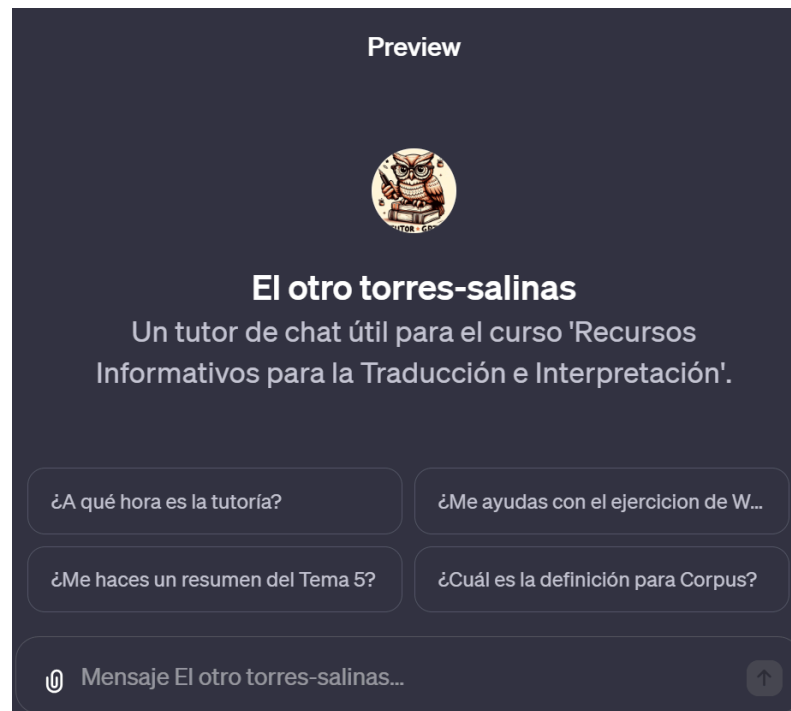 Preview
TUTOR GPT
El otro torres-salinas
Un tutor de chat útil para el curso 'Recursos
Informativos para la Traducción e Interpretación'.
¿A qué hora es la tutoría?
¿Me ayudas con el ejercicion de W...
¿Me haces un resumen del Tema 5?
¿Cuál es la definición para Corpus?
Mensaje El otro torres-salinas...